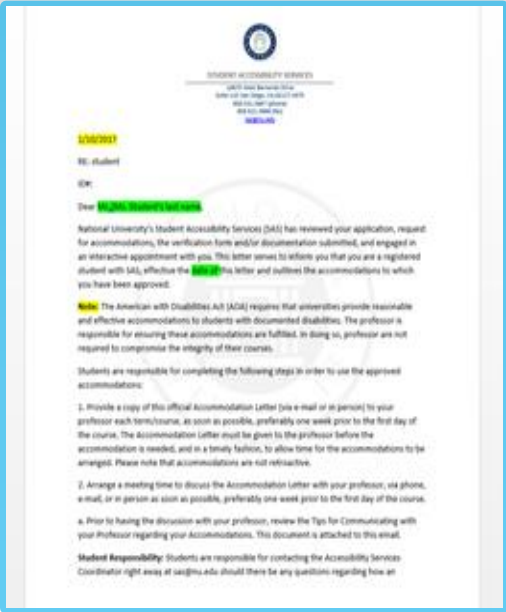 STUDENT ACCESSIBILITY SERVICES
sas@nu.edu
1/10/2017
RE: student
ID#:
Dear Mr./Ms. Student's last name,
National University's Student Accessibility Services (SAS) has reviewed your application, request
for accommodations, the verification form and/or documentation submitted, and engaged in
an interactive appointment with you. This letter serves to inform you that you are a registered
student with SAS, effective the date of this letter and outlines the accommodations to which
you have been approved.
Note: The American with Disabilities Act (ADA) requires that universities provide reasonable
and effective accommodations to students with documented disabilities. The professor is
responsible for ensuring these accommodations are fulfilled. In doing so, professor are not
required to compromise the integrity of their courses.
Students are responsible for completing the following steps in order to use the approved
accommodations:
1. Provide a copy of this official Accommodation Letter (via e-mail or in person) to your
professor each term/course, as soon as possible, preferably one week prior to the first day of
the course. The Accommodation Letter must be given to the professor before the
accommodation is needed, and in a timely fashion, to allow time for the accommodations to be
arranged. Please note that accommodations are not retroactive.
2. Arrange a meeting time to discuss the Accommodation Letter with your professor, via phone,
e-mail, or in person as soon as possible, preferably one week prior to the first day of the course.
a. Prior to having the discussion with your professor, review the Tips for Communicating with
your Professor regarding your Accommodations. This document is attached to this email.
Student Responsibility: Students are responsible for contacting the Accessibility Services
Coordinator right away at sas@nu.edu should there be any questions regarding how an